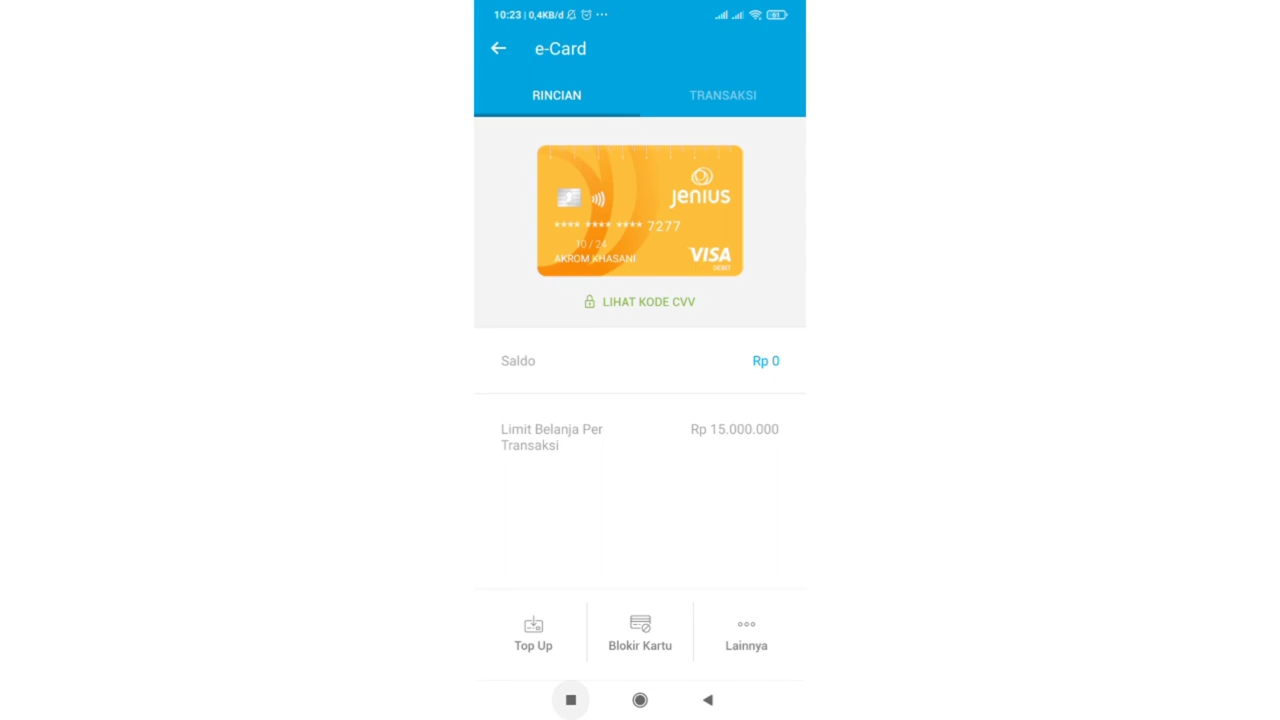 10:23 | 0,4KB/d ...
e-Card
RINCIAN
TRANSAKSI
Jenius
**** **** **** 7277
10 / 24
AKROM KHASANI
VISA
DEBIT
LIHAT KODE CVV
Saldo
Rp 0
Limit Belanja Per
Transaksi
Rp 15.000.000
Top Up
Blokir Kartu
Lainnya